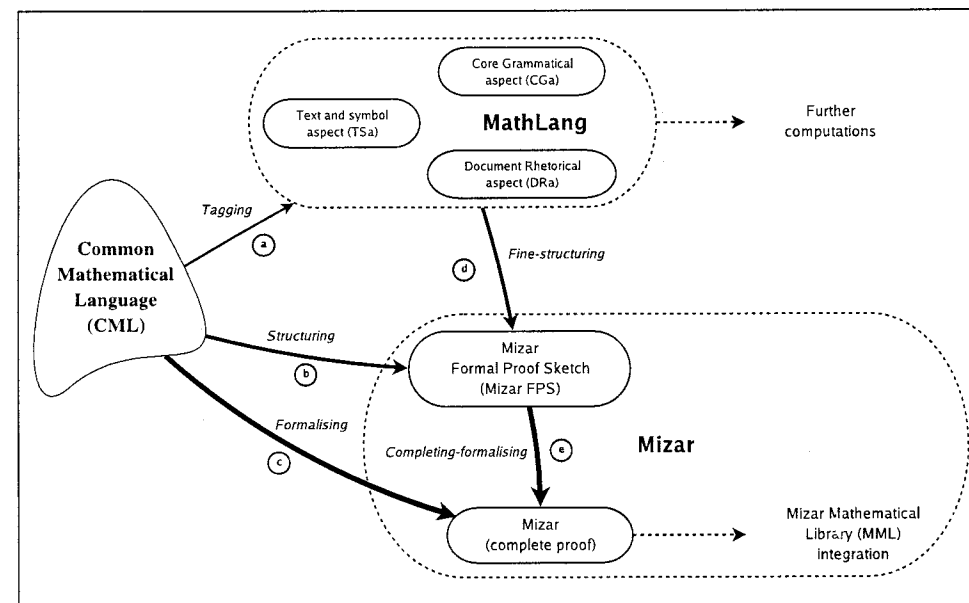 Core Grammatical
aspect (CGa)
Text and symbol
aspect (TSa)
MathLang
Further
computations
Document Rhetorical
aspect (DRa)
Tagging
a
Common
Mathematical
Language
(CML)
Fine-structuring
d
Structuring
b
Mizar
Formal Proof Sketch
(Mizar FPS)
Formalising
c
Completing-formalising
e
Mizar
Mizar
(complete proof)
Mizar Mathematical
Library (MML)
integration